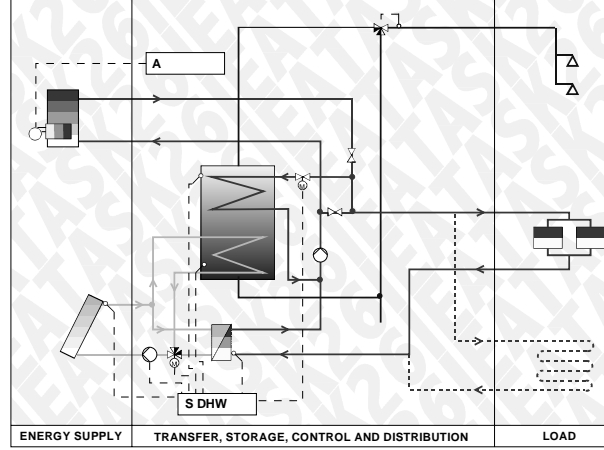 A
M
M
S DHW
ENERGY SUPPLY
TRANSFER, STORAGE, CONTROL AND DISTRIBUTION
LOAD